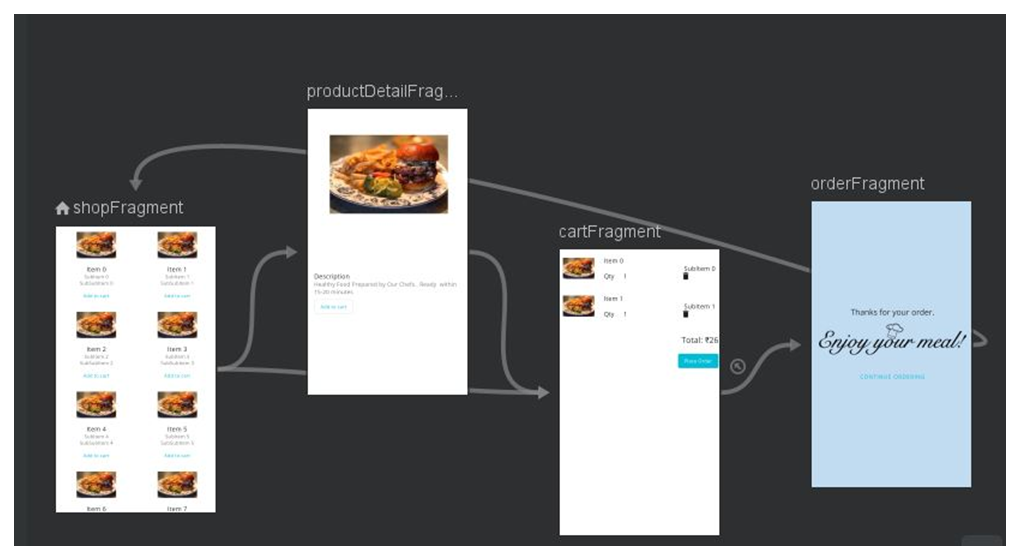 productDetailFrag...
shopFragment
Item 0
SubItem 0
SubSubItem 0
Add to cart
Item 1
SubItem 1
SubSubItem 1
Add to cart
Item 2
SubItem 2
SubSubItem 2
Add to cart
Item 3
SubItem 3
SubSubItem 3
Add to cart
Item 4
SubItem 4
SubSubItem 4
Add to cart
Item 5
SubItem 5
SubSubItem 5
Add to cart
Item 6
Item 7
Description
Healthy Food Prepared by Our Chefs.. Ready within
15-20 minutes
Add to cart
cartFragment
Item 0
SubItem 0
Qty 1
Item 1
SubItem 1
Qty 1
Total: ₹26
Place Order
orderFragment
Thanks for your order.
Enjoy your meal!
CONTINUE ORDERING